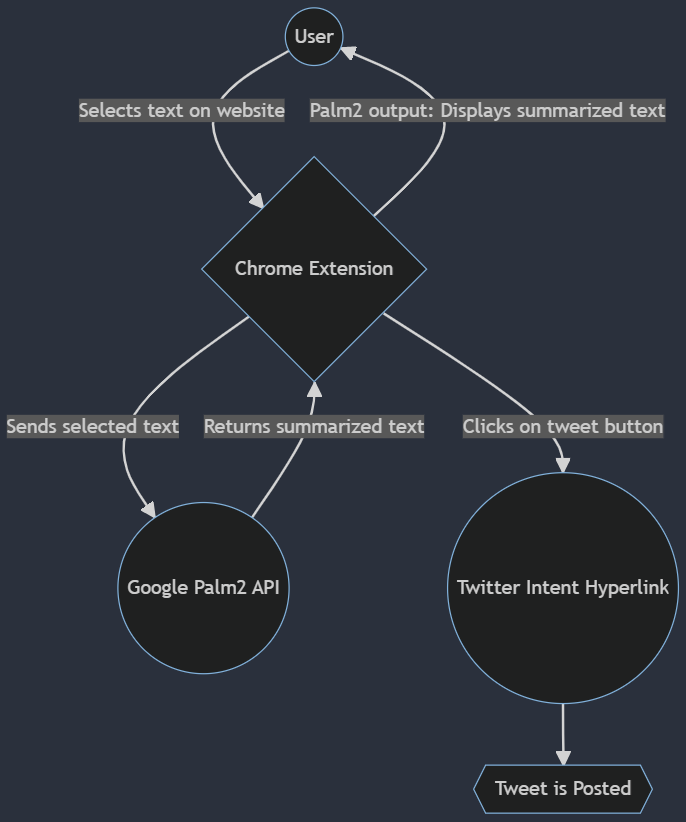 User
Selects text on website
Palm2 output: Displays summarized text
Chrome Extension
Sends selected text
Returns summarized text
Clicks on tweet button
Google Palm2 API
Twitter Intent Hyperlink
Tweet is Posted